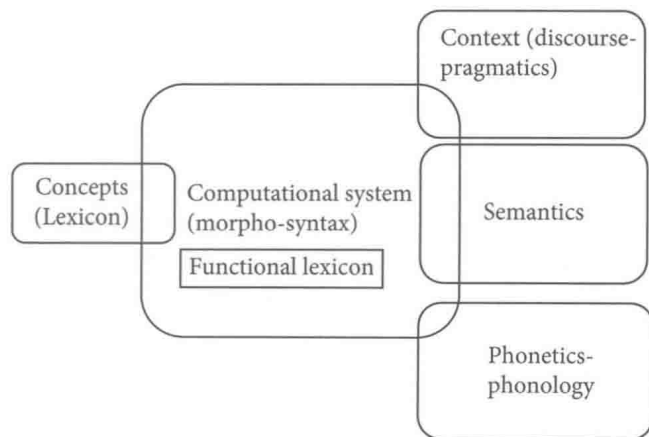 Context (discourse-
pragmatics)
Concepts
(Lexicon)
Computational system
(morpho-syntax)
Functional lexicon
Semantics
Phonetics-
phonology